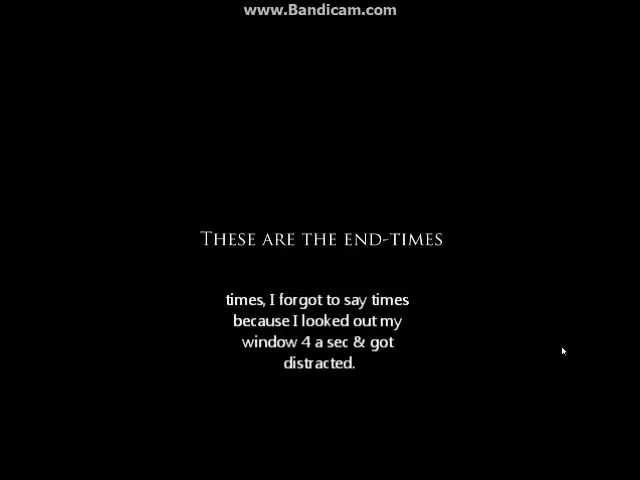 www.Bandicam.com
These are the end-times
times, I forgot to say times
because I looked out my
window 4 a sec & got
distracted.